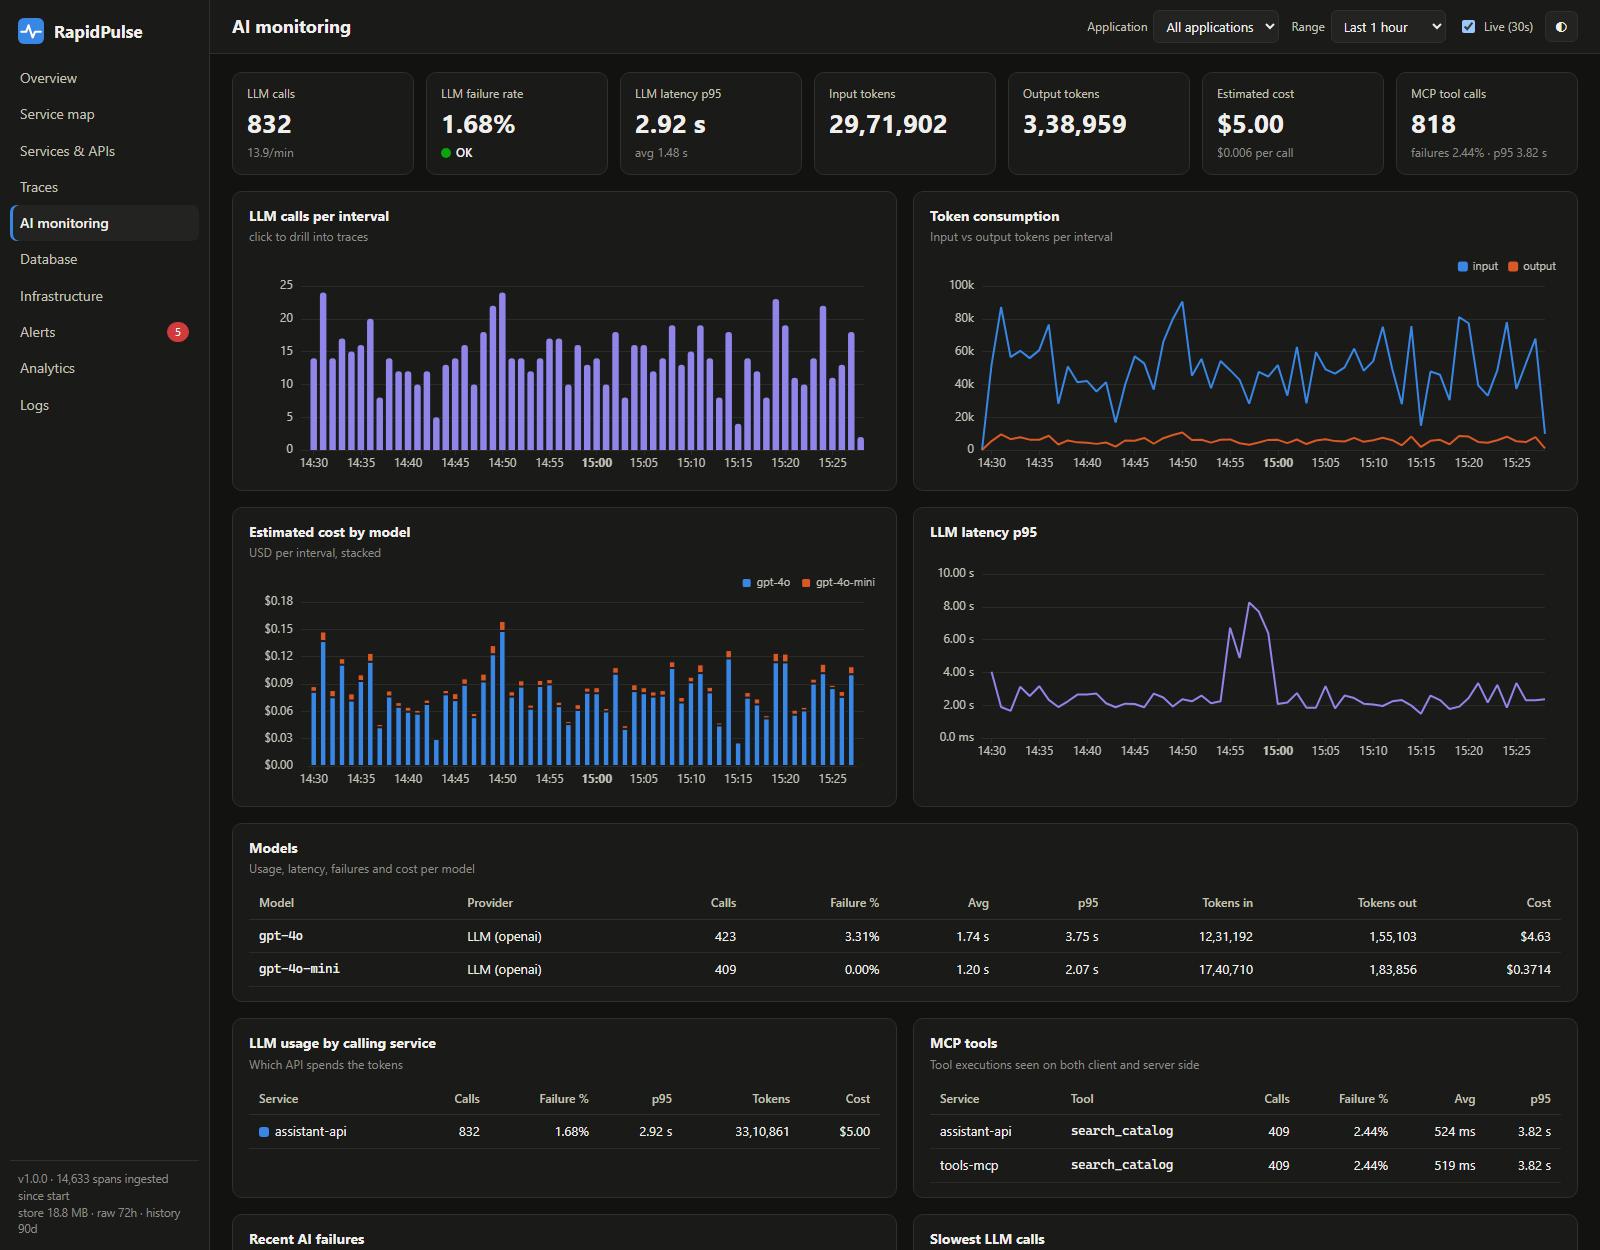 RapidPulse
Overview
Service map
Services & APIs
Traces
AI monitoring
Database
Infrastructure
Alerts 5
Analytics
Logs
v1.0.0 · 14,633 spans ingested
since start
store 18.8 MB · raw 72h · history
90d
AI monitoring
Application All applications Range Last 1 hour Live (30s)
LLM calls
832
13.9/min
LLM failure rate
1.68%
OK
LLM latency p95
2.92 s
avg 1.48 s
Input tokens
29,71,902
Output tokens
3,38,959
Estimated cost
$5.00
$0.006 per call
MCP tool calls
818
failures 2.44% · p95 3.82 s
LLM calls per interval
click to drill into traces
25
20
15
10
5
0
14:30 14:35 14:40 14:45 14:50 14:55 15:00 15:05 15:10 15:15 15:20 15:25
Token consumption
Input vs output tokens per interval
input output
100k
80k
60k
40k
20k
0
14:30 14:35 14:40 14:45 14:50 14:55 15:00 15:05 15:10 15:15 15:20 15:25
Estimated cost by model
USD per interval, stacked
gpt-4o gpt-4o-mini
$0.18
$0.15
$0.12
$0.09
$0.06
$0.03
$0.00
14:30 14:35 14:40 14:45 14:50 14:55 15:00 15:05 15:10 15:15 15:20 15:25
LLM latency p95
10.00 s
8.00 s
6.00 s
4.00 s
2.00 s
0.0 ms
14:30 14:35 14:40 14:45 14:50 14:55 15:00 15:05 15:10 15:15 15:20 15:25
Models
Usage, latency, failures and cost per model
Model Provider Calls Failure % Avg p95 Tokens in Tokens out Cost
gpt-4o LLM (openai) 423 3.31% 1.74 s 3.75 s 12,31,192 1,55,103 $4.63
gpt-4o-mini LLM (openai) 409 0.00% 1.20 s 2.07 s 17,40,710 1,83,856 $0.3714
LLM usage by calling service
Which API spends the tokens
Service Calls Failure % p95 Tokens Cost
assistant-api 832 1.68% 2.92 s 33,10,861 $5.00
MCP tools
Tool executions seen on both client and server side
Service Tool Calls Failure % Avg p95
assistant-api search_catalog 409 2.44% 524 ms 3.82 s
tools-mcp search_catalog 409 2.44% 519 ms 3.82 s
Recent AI failures
Slowest LLM calls